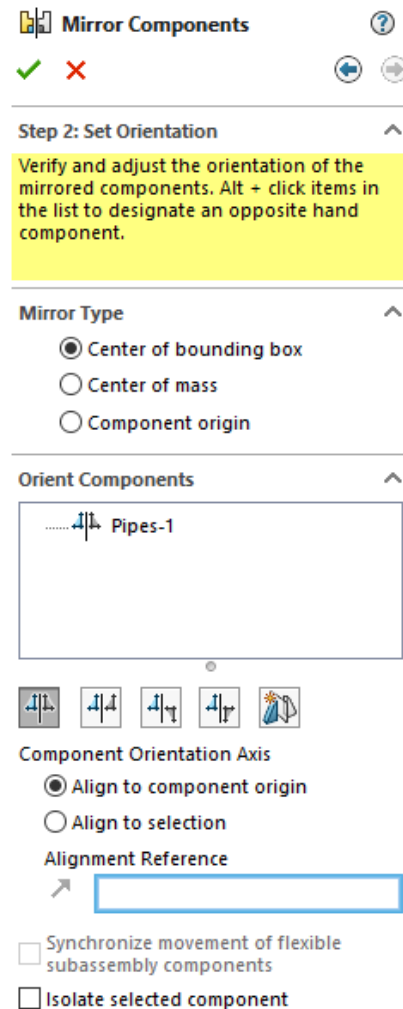 Mirror Components
Step 2: Set Orientation
Verify and adjust the orientation of the
mirrored components. Alt + click items in
the list to designate an opposite hand
component.
Mirror Type
Center of bounding box
Center of mass
Component origin
Orient Components
Pipes-1
Component Orientation Axis
Align to component origin
Align to selection
Alignment Reference
Synchronize movement of flexible
subassembly components
Isolate selected component